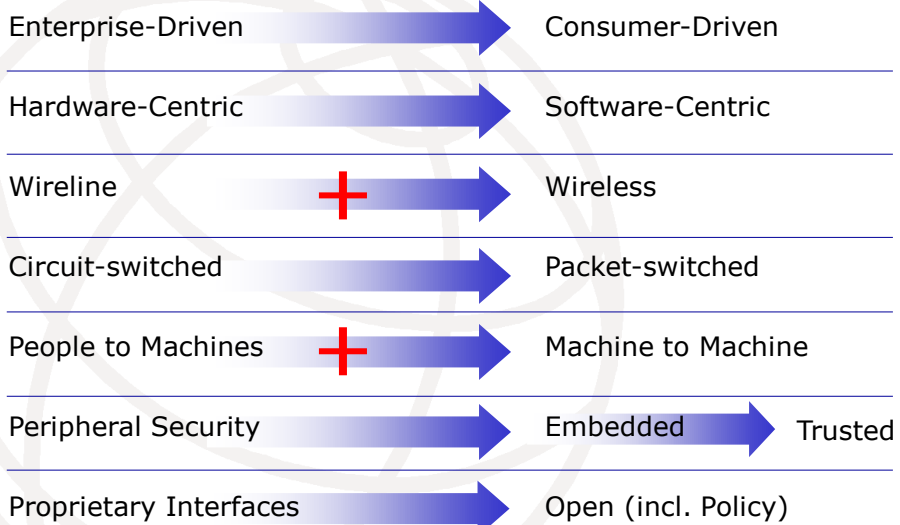 Enterprise-Driven Consumer-Driven
Hardware-Centric Software-Centric
Wireline + Wireless
Circuit-switched Packet-switched
People to Machines + Machine to Machine
Peripheral Security Embedded Trusted
Proprietary Interfaces Open (incl. Policy)